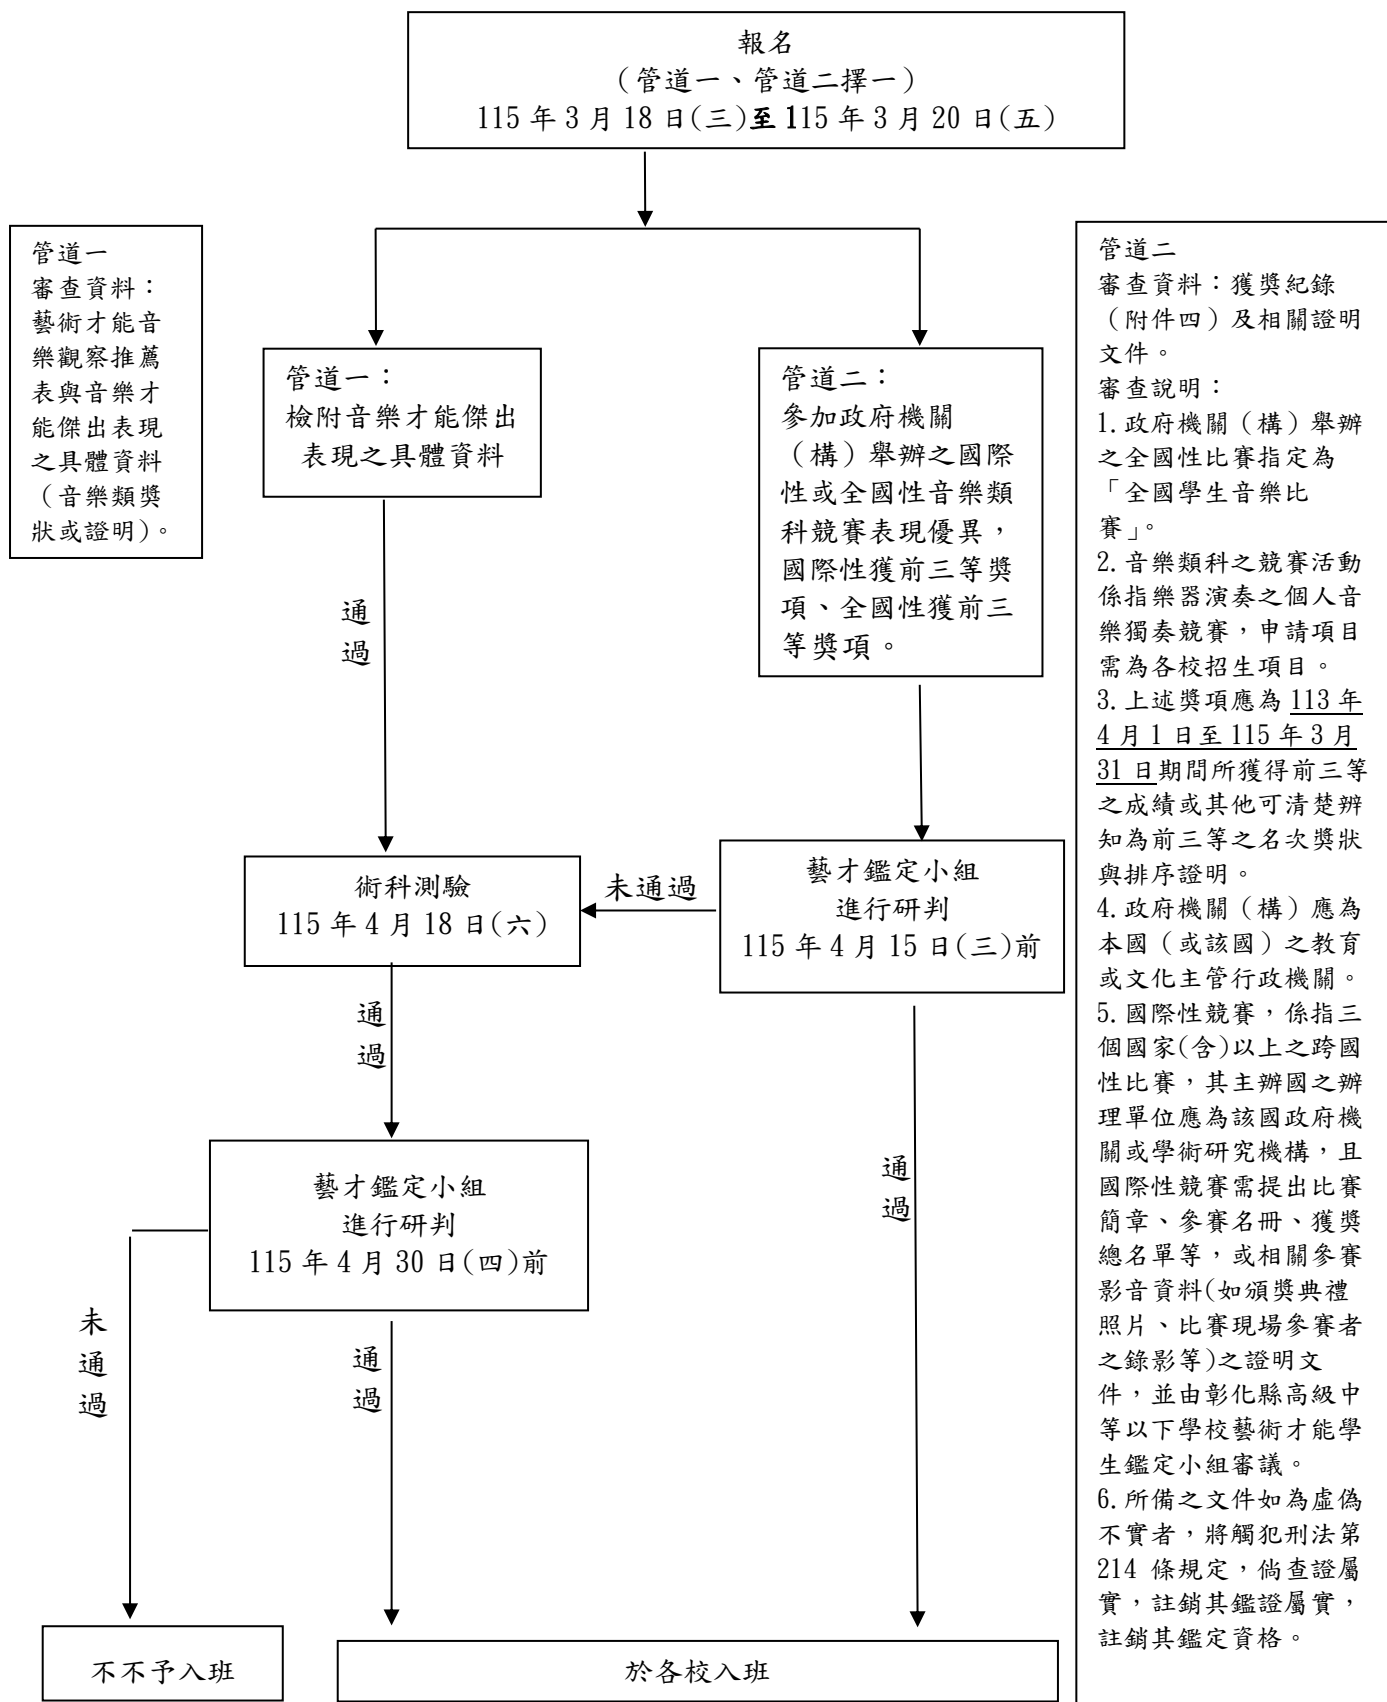 報名
（管道一、管道二擇一）
115 年 3 月 18 日(三)至 115 年 3 月 20 日(五)
管道一
審查資料：
藝術才能音
樂觀察推薦
表與音樂才
能傑出表現
之具體資料
（音樂類獎
狀或證明)。
管道一：
檢附音樂才能傑出
表現之具體資料
管道二：
參加政府機關
（構）舉辦之國際
性或全國性音樂類
科競賽表現優異，
國際性獲前三等獎
項、全國性獲前三
等獎項。
管道二
審查資料：獲獎紀錄
（附件四）及相關證明
文件。
審查說明：
1.政府機關（構）舉辦
之全國性比賽指定為
「全國學生音樂比
賽」。
2.音樂類科之競賽活動
係指樂器演奏之個人音
樂獨奏競賽，申請項目
需為各校招生項目。
3.上述獎項應為 113 年
4 月 1 日至 115 年 3 月
31 日期間所獲得前三等
之成績或其他可清楚辨
知為前三等之名次獎狀
與排序證明。
4.政府機關（構）應為
本國（或該國）之教育
或文化主管行政機關。
5.國際性競賽，係指三
個國家(含)以上之跨國
性比賽，其主辦國之辦
理單位應為該國政府機
關或學術研究機構，且
國際性競賽需提出比賽
簡章、參賽名冊、獲獎
總名單等，或相關參賽
影音資料(如頒獎典禮
照片、比賽現場參賽者
之錄影等)之證明文
件，並由彰化縣高級中
等以下學校藝術才能學
生鑑定小組審議。
6.所備之文件如為虛偽
不實者，將觸犯刑法第
214 條規定，倘查證屬
實，註銷其鑑證屬實，
註銷其鑑定資格。
通
過
術科測驗
115 年 4 月 18 日(六)
未通過
藝才鑑定小組
進行研判
115 年 4 月 15 日(三)前
通
過
藝才鑑定小組
進行研判
115 年 4 月 30 日(四)前
通
過
未
通
過
通
過
不不予入班
於各校入班